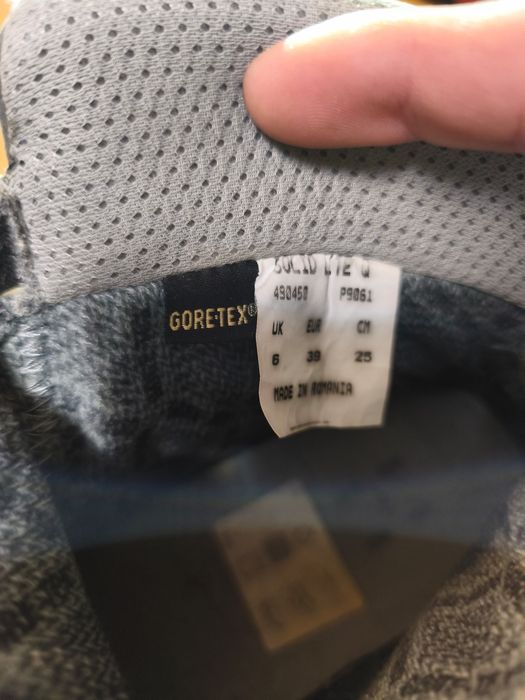 GORE-TEX®
490450 P9061
UK EUR CM
6 39 25
MADE IN ROMANIA